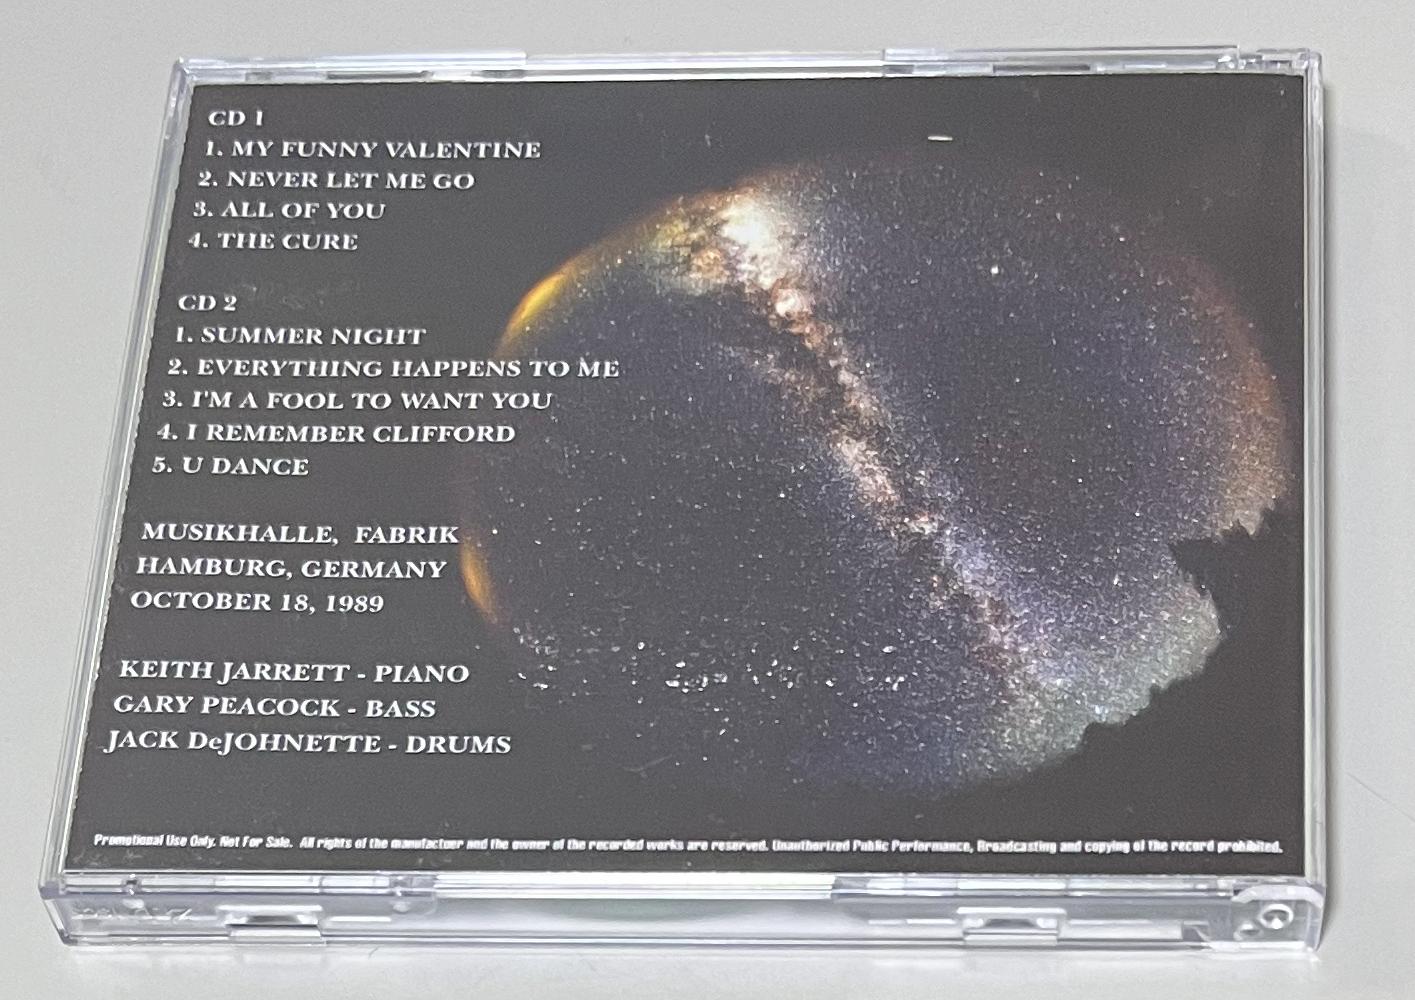 CD 1
1. MY FUNNY VALENTINE
2. NEVER LET ME GO
3. ALL OF YOU
4. THE CURE
CD 2
1. SUMMER NIGHT
2. EVERYTHING HAPPENS TO ME
3. I'M A FOOL TO WANT YOU
4. I REMEMBER CLIFFORD
5. U DANCE
MUSIKHALLE, FABRIK
HAMBURG, GERMANY
OCTOBER 18, 1989
KEITH JARRETT - PIANO
GARY PEACOCK - BASS
JACK DeJOHNETTE - DRUMS
Promotional Use Only. Not For Sale. All rights of the manufactuer and the owner of the recorded works are reserved. Unauthorized Public Performance, Broadcasting and copying of the record prohibited.